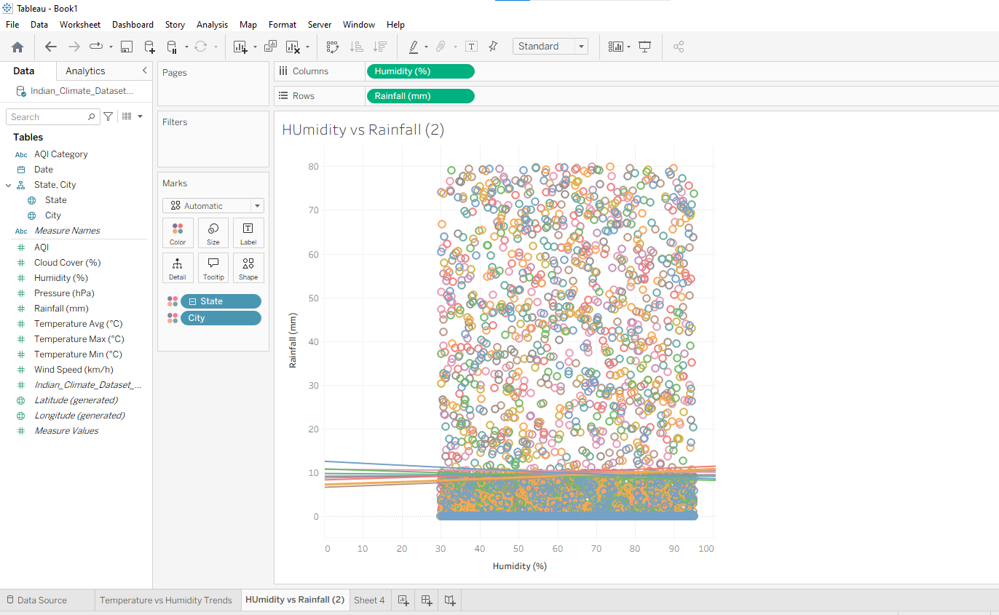 Tableau - Book1
File Data Worksheet Dashboard Story Analysis Map Format Server Window Help
Standard
Data Analytics
Indian_Climate_Dataset...
Search
Tables
Abc AQI Category
Date
State, City
State
City
Abc Measure Names
AQI
Cloud Cover (%)
Humidity (%)
Pressure (hPa)
Rainfall (mm)
Temperature Avg (°C)
Temperature Max (°C)
Temperature Min (°C)
Wind Speed (km/h)
Indian_Climate_Dataset_...
Latitude (generated)
Longitude (generated)
Measure Values
Pages
Filters
Marks
Automatic
Color Size Label
Detail Tooltip Shape
State
City
Columns Humidity (%)
Rows Rainfall (mm)
HUmidity vs Rainfall (2)
Rainfall (mm)
80
70
60
50
40
30
20
10
0
0 10 20 30 40 50 60 70 80 90 100
Humidity (%)
Data Source Temperature vs Humidity Trends HUmidity vs Rainfall (2) Sheet 4